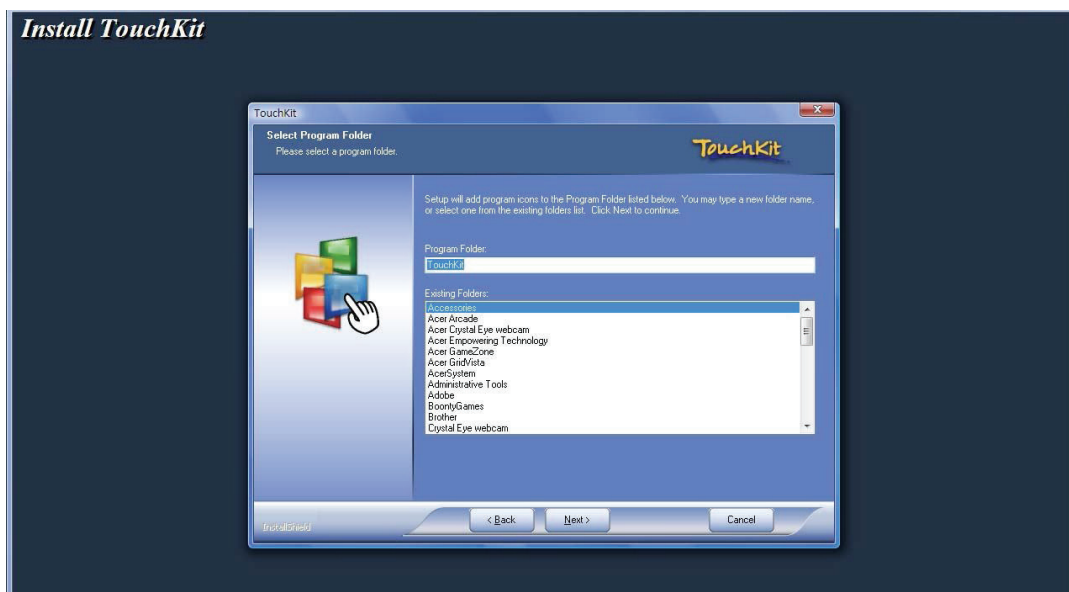 Install TouchKit
TouchKit
Select Program Folder
Please select a program folder.
TouchKit
Setup will add program icons to the Program Folder listed below. You may type a new folder name,
or select one from the existing folders list. Click Next to continue.
Program Folder:
TouchKit
Existing Folders:
Accessories
Acer Arcade
Acer Crystal Eye webcam
Acer Empowering Technology
Acer GameZone
Acer GridVista
AcerSystem
Administrative Tools
Adobe
BoontyGames
Brother
Crystal Eye webcam
InstallShield
< Back
Next >
Cancel